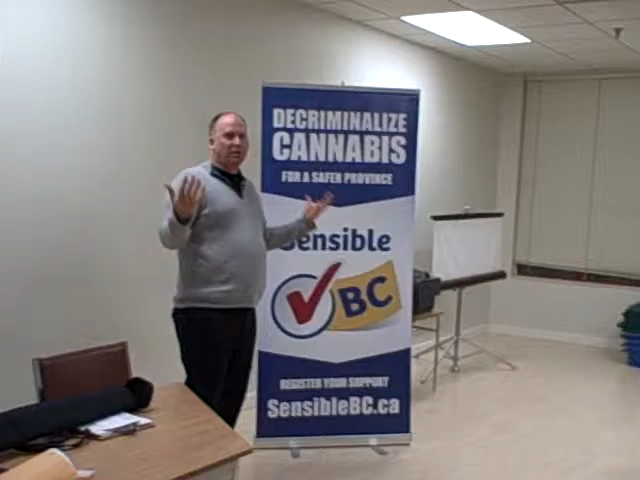 DECRIMINALIZE
CANNABIS
FOR A SAFER PROVINCE
Sensible
BC
REGISTER YOUR SUPPORT
SensibleBC.ca